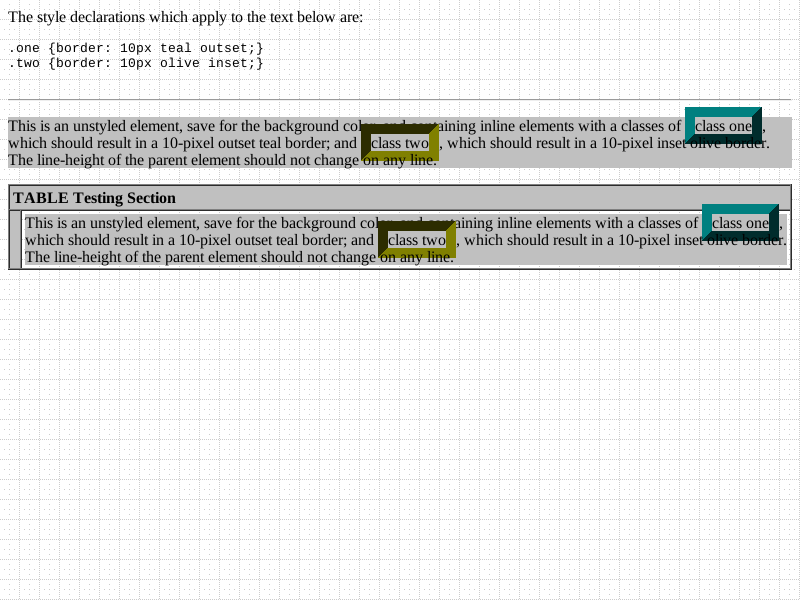 The style declarations which apply to the text below are:
.one {border: 10px teal outset;}
.two {border: 10px olive inset;}
This is an unstyled element, save for the background color, and containing inline elements with a classes of class one,
which should result in a 10-pixel outset teal border; and class two, which should result in a 10-pixel inset olive border.
The line-height of the parent element should not change on any line.
TABLE Testing Section
This is an unstyled element, save for the background color, and containing inline elements with a classes of class one,
which should result in a 10-pixel outset teal border; and class two, which should result in a 10-pixel inset olive border.
The line-height of the parent element should not change on any line.